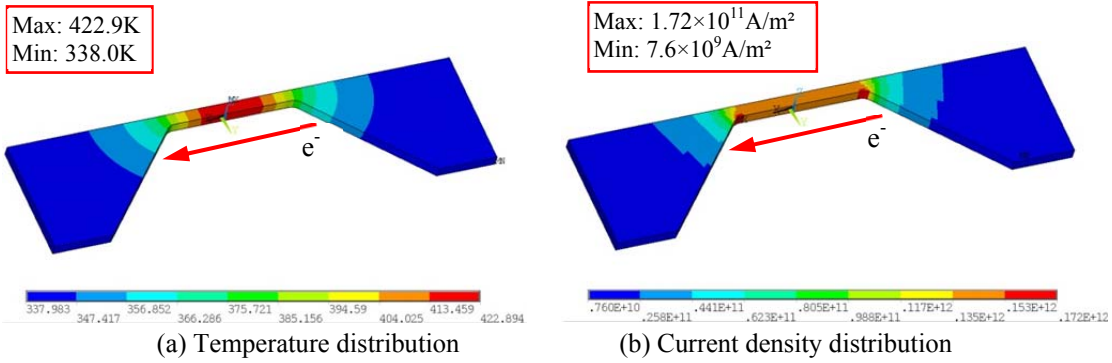 Max: 422.9K
Min: 338.0K
Max: 1.72×10¹¹A/m²
Min: 7.6×10⁹A/m²
e⁻
e⁻
337.983 356.852 375.721 394.59 413.459
347.417 366.286 385.156 404.025 422.894
.760E+10 .441E+11 .805E+11 .117E+12 .153E+12
.258E+11 .623E+11 .988E+11 .135E+12 .172E+12
(a) Temperature distribution
(b) Current density distribution